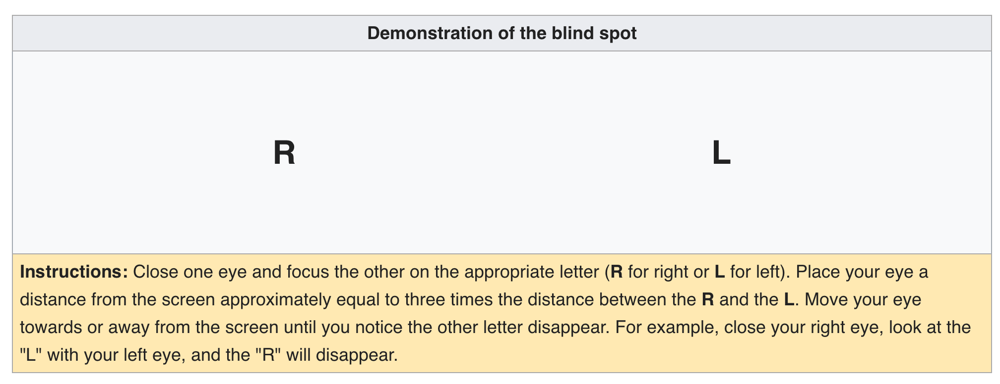 Demonstration of the blind spot
R L
Instructions: Close one eye and focus the other on the appropriate letter (R for right or L for left). Place your eye a
distance from the screen approximately equal to three times the distance between the R and the L. Move your eye
towards or away from the screen until you notice the other letter disappear. For example, close your right eye, look at the
"L" with your left eye, and the "R" will disappear.